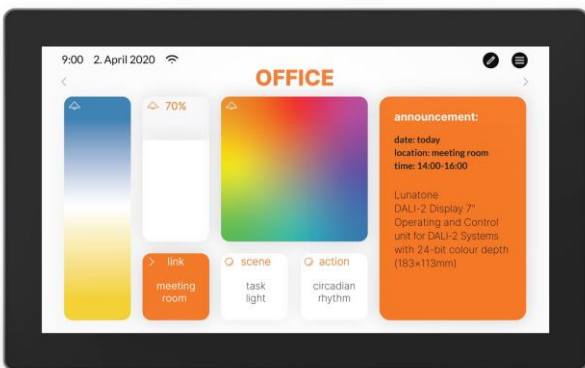 9:00 2. April 2020
OFFICE
70%
announcement:
date: today
location: meeting room
time: 14:00-16:00
Lunatone
DALI-2 Display 7"
Operating and Control
unit for DALI-2 Systems
with 24-bit colour depth
(183×113mm)
link
meeting
room
scene
task
light
action
circadian
rhythm